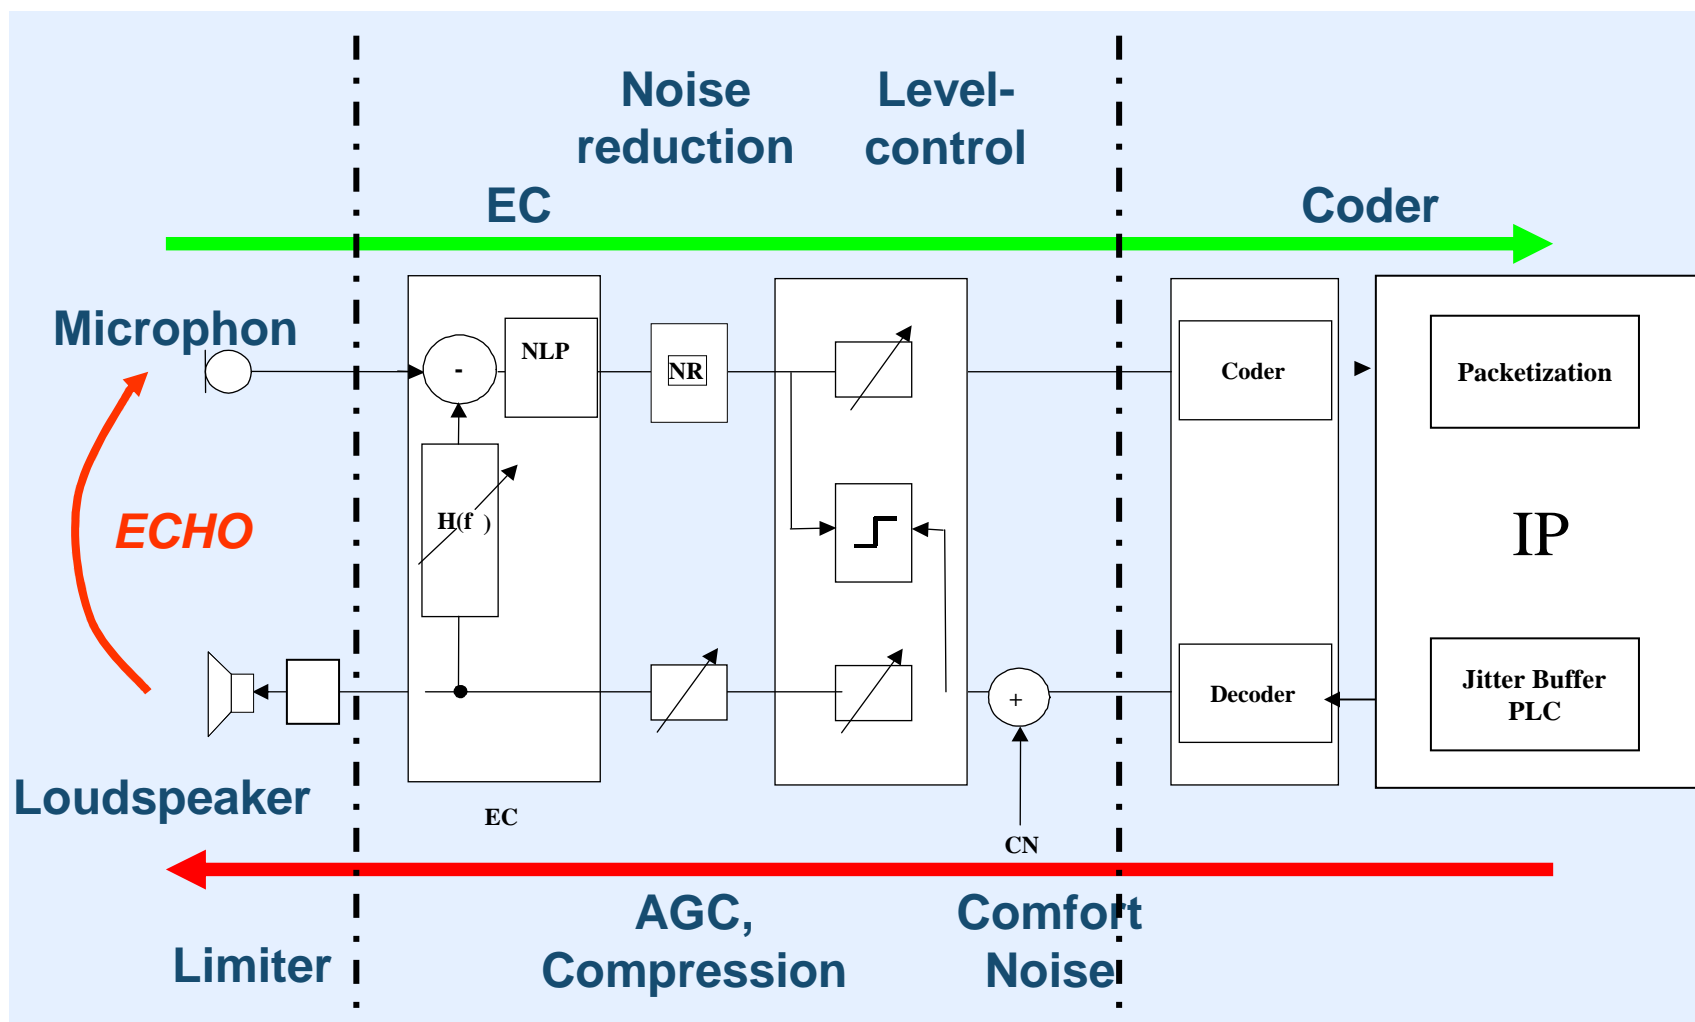 Noise
reduction
Level-
control
EC
Coder
Microphon
-
NLP
NR
Coder
Packetization
ECHO
H(f )
IP
Decoder
Jitter Buffer
PLC
+
Loudspeaker
EC
CN
AGC,
Compression
Comfort
Noise
Limiter